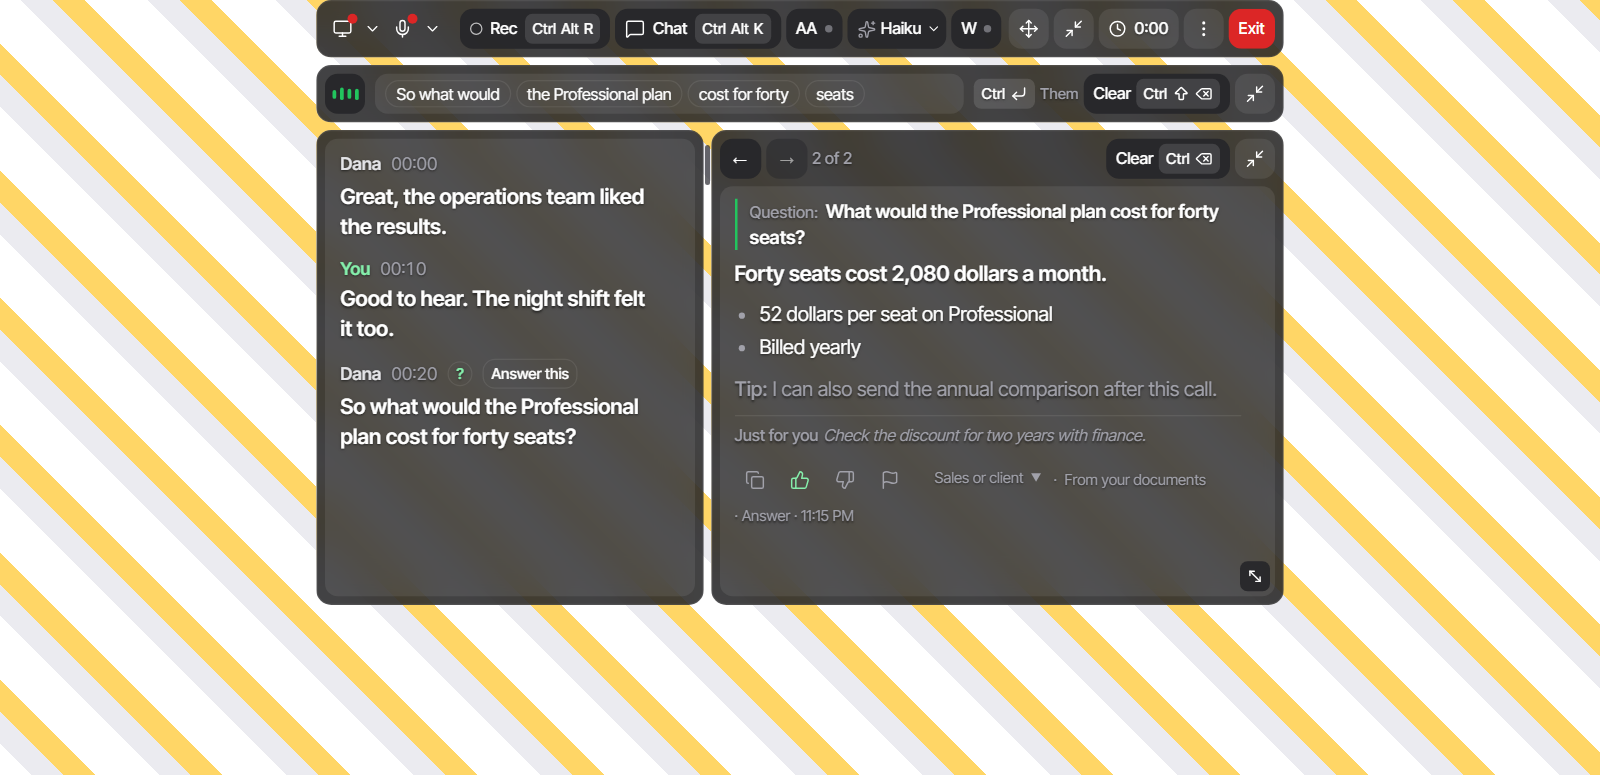 Rec Ctrl Alt R Chat Ctrl Alt K AA Haiku W 0:00 Exit
So what would the Professional plan cost for forty seats Ctrl Them Clear Ctrl
Dana 00:00
Great, the operations team liked
the results.
You 00:10
Good to hear. The night shift felt
it too.
Dana 00:20 ? Answer this
So what would the Professional
plan cost for forty seats?
← → 2 of 2 Clear Ctrl
Question: What would the Professional plan cost for forty
seats?
Forty seats cost 2,080 dollars a month.
• 52 dollars per seat on Professional
• Billed yearly
Tip: I can also send the annual comparison after this call.
Just for you Check the discount for two years with finance.
Sales or client ▼ · From your documents
· Answer · 11:15 PM